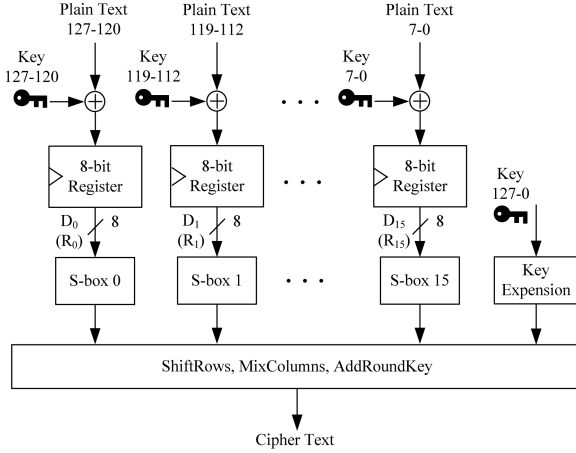 Plain Text
127-120
Plain Text
119-112
Plain Text
7-0
Key
127-120
Key
119-112
Key
7-0
. . .
8-bit
Register
8-bit
Register
. . .
8-bit
Register
Key
127-0
D0
(R0)
8
D1
(R1)
8
D15
(R15)
8
S-box 0
S-box 1
. . .
S-box 15
Key
Expension
ShiftRows, MixColumns, AddRoundKey
Cipher Text